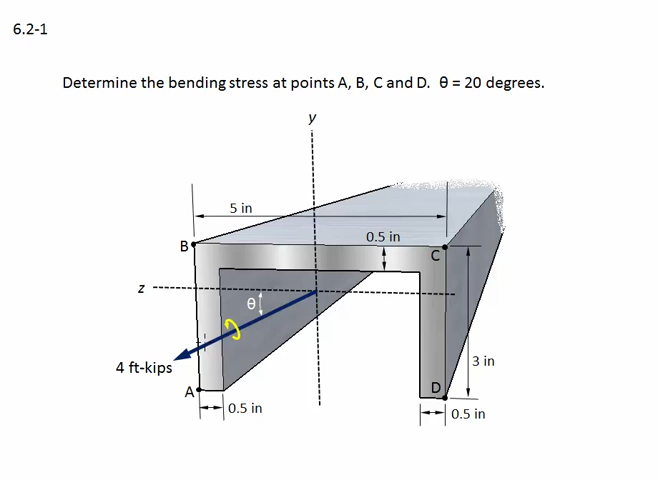 6.2-1
Determine the bending stress at points A, B, C and D.  θ = 20 degrees.
y
5 in
0.5 in
B
C
z
θ
4 ft-kips
3 in
A
D
0.5 in
0.5 in